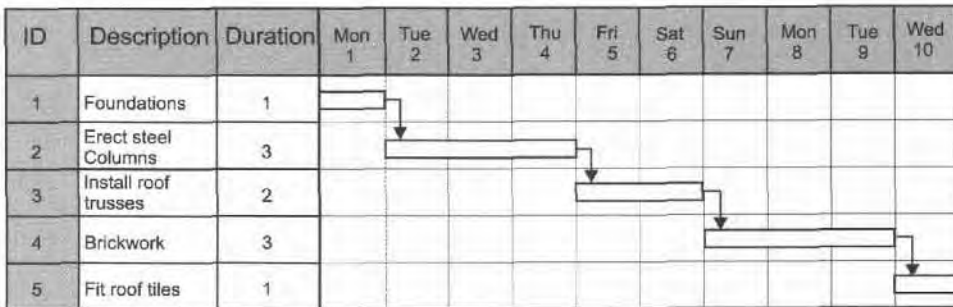 ID Description Duration Mon Tue Wed Thu Fri Sat Sun Mon Tue Wed
1 2 3 4 5 6 7 8 9 10
1 Foundations 1
2 Erect steel
Columns 3
3 Install roof
trusses 2
4 Brickwork 3
5 Fit roof tiles 1